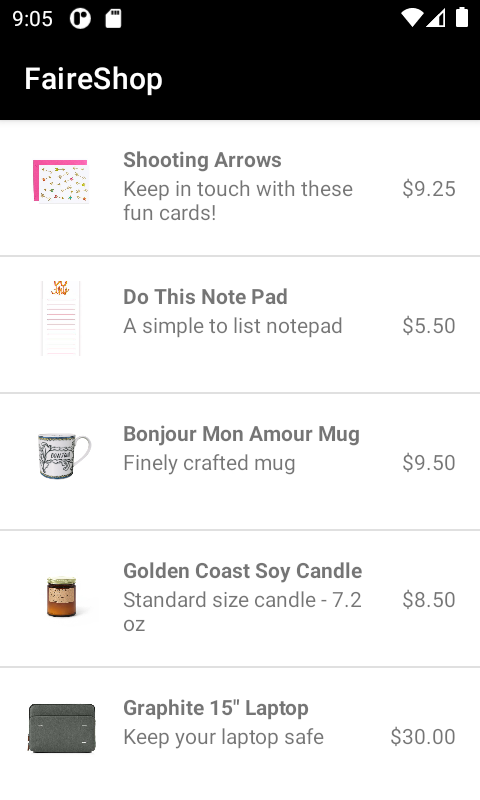 9:05
FaireShop
Shooting Arrows
Keep in touch with these
fun cards!
$9.25
Do This Note Pad
A simple to list notepad
$5.50
Bonjour Mon Amour Mug
Finely crafted mug
$9.50
Golden Coast Soy Candle
Standard size candle - 7.2
oz
$8.50
Graphite 15" Laptop
Keep your laptop safe
$30.00